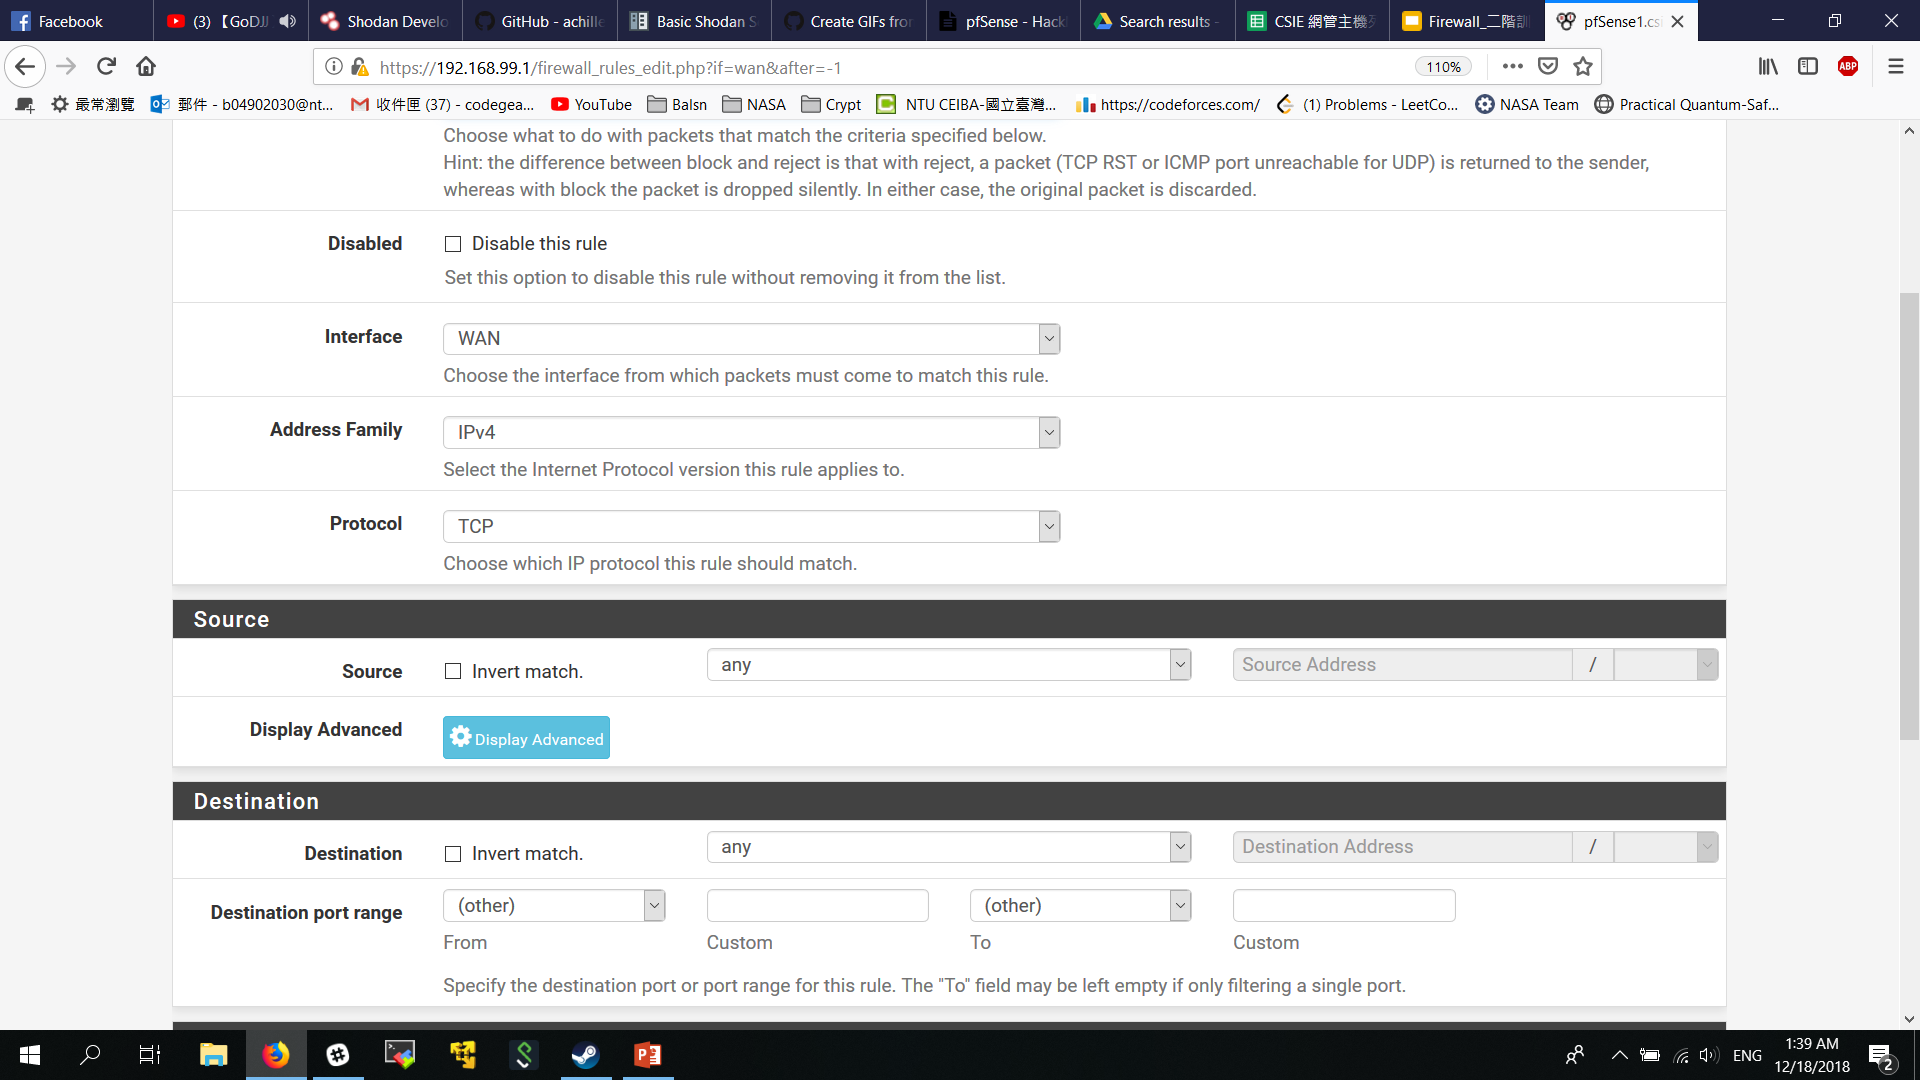 Facebook
(3) 【GoDJJ
Shodan Develo
GitHub - achille
Basic Shodan S
Create GIFs fror
pfSense - Hackl
Search results -
CSIE 網管主機列
Firewall_二階訓
pfSense1.csi
https://192.168.99.1/firewall_rules_edit.php?if=wan&after=-1
110%
ABP
最常瀏覽
郵件 - b04902030@nt...
收件匣 (37) - codegea...
YouTube
Balsn
NASA
Crypt
NTU CEIBA-國立臺灣...
https://codeforces.com/
(1) Problems - LeetCo...
NASA Team
Practical Quantum-Saf...
Choose what to do with packets that match the criteria specified below.
Hint: the difference between block and reject is that with reject, a packet (TCP RST or ICMP port unreachable for UDP) is returned to the sender,
whereas with block the packet is dropped silently. In either case, the original packet is discarded.
Disabled
Disable this rule
Set this option to disable this rule without removing it from the list.
Interface
WAN
Choose the interface from which packets must come to match this rule.
Address Family
IPv4
Select the Internet Protocol version this rule applies to.
Protocol
TCP
Choose which IP protocol this rule should match.
Source
Source
Invert match.
any
Source Address
/
Display Advanced
Display Advanced
Destination
Destination
Invert match.
any
Destination Address
/
Destination port range
(other)
(other)
From
Custom
To
Custom
Specify the destination port or port range for this rule. The "To" field may be left empty if only filtering a single port.
ENG
1:39 AM
12/18/2018
2